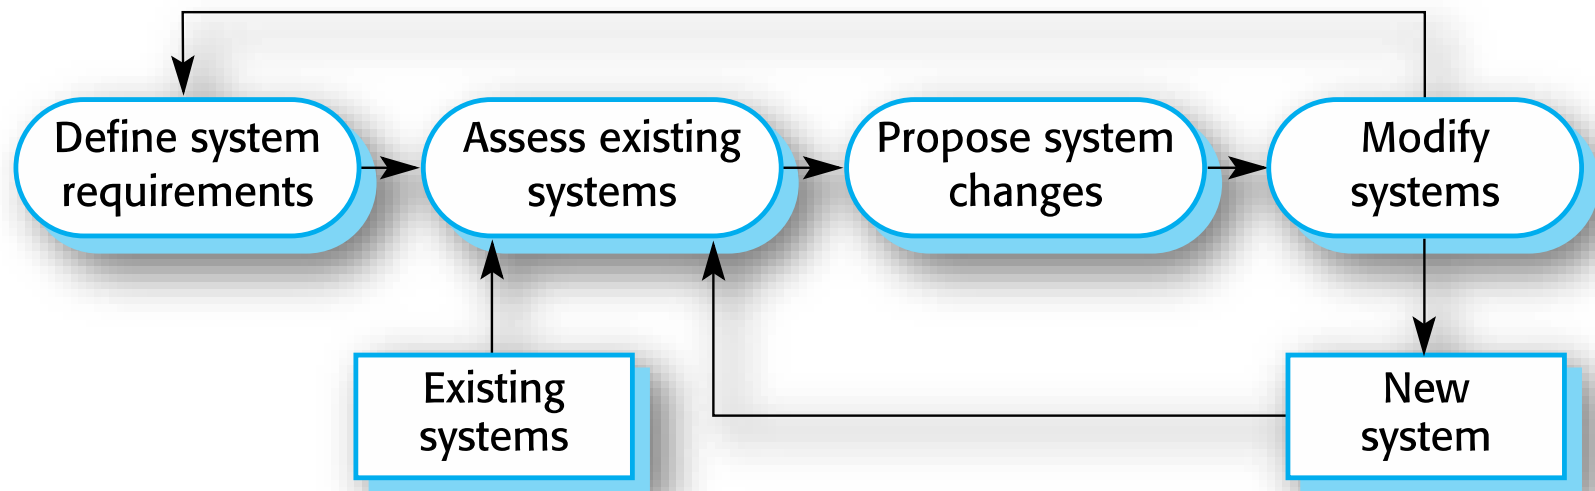 Define system
requirements
Assess existing
systems
Propose system
changes
Modify
systems
Existing
systems
New
system